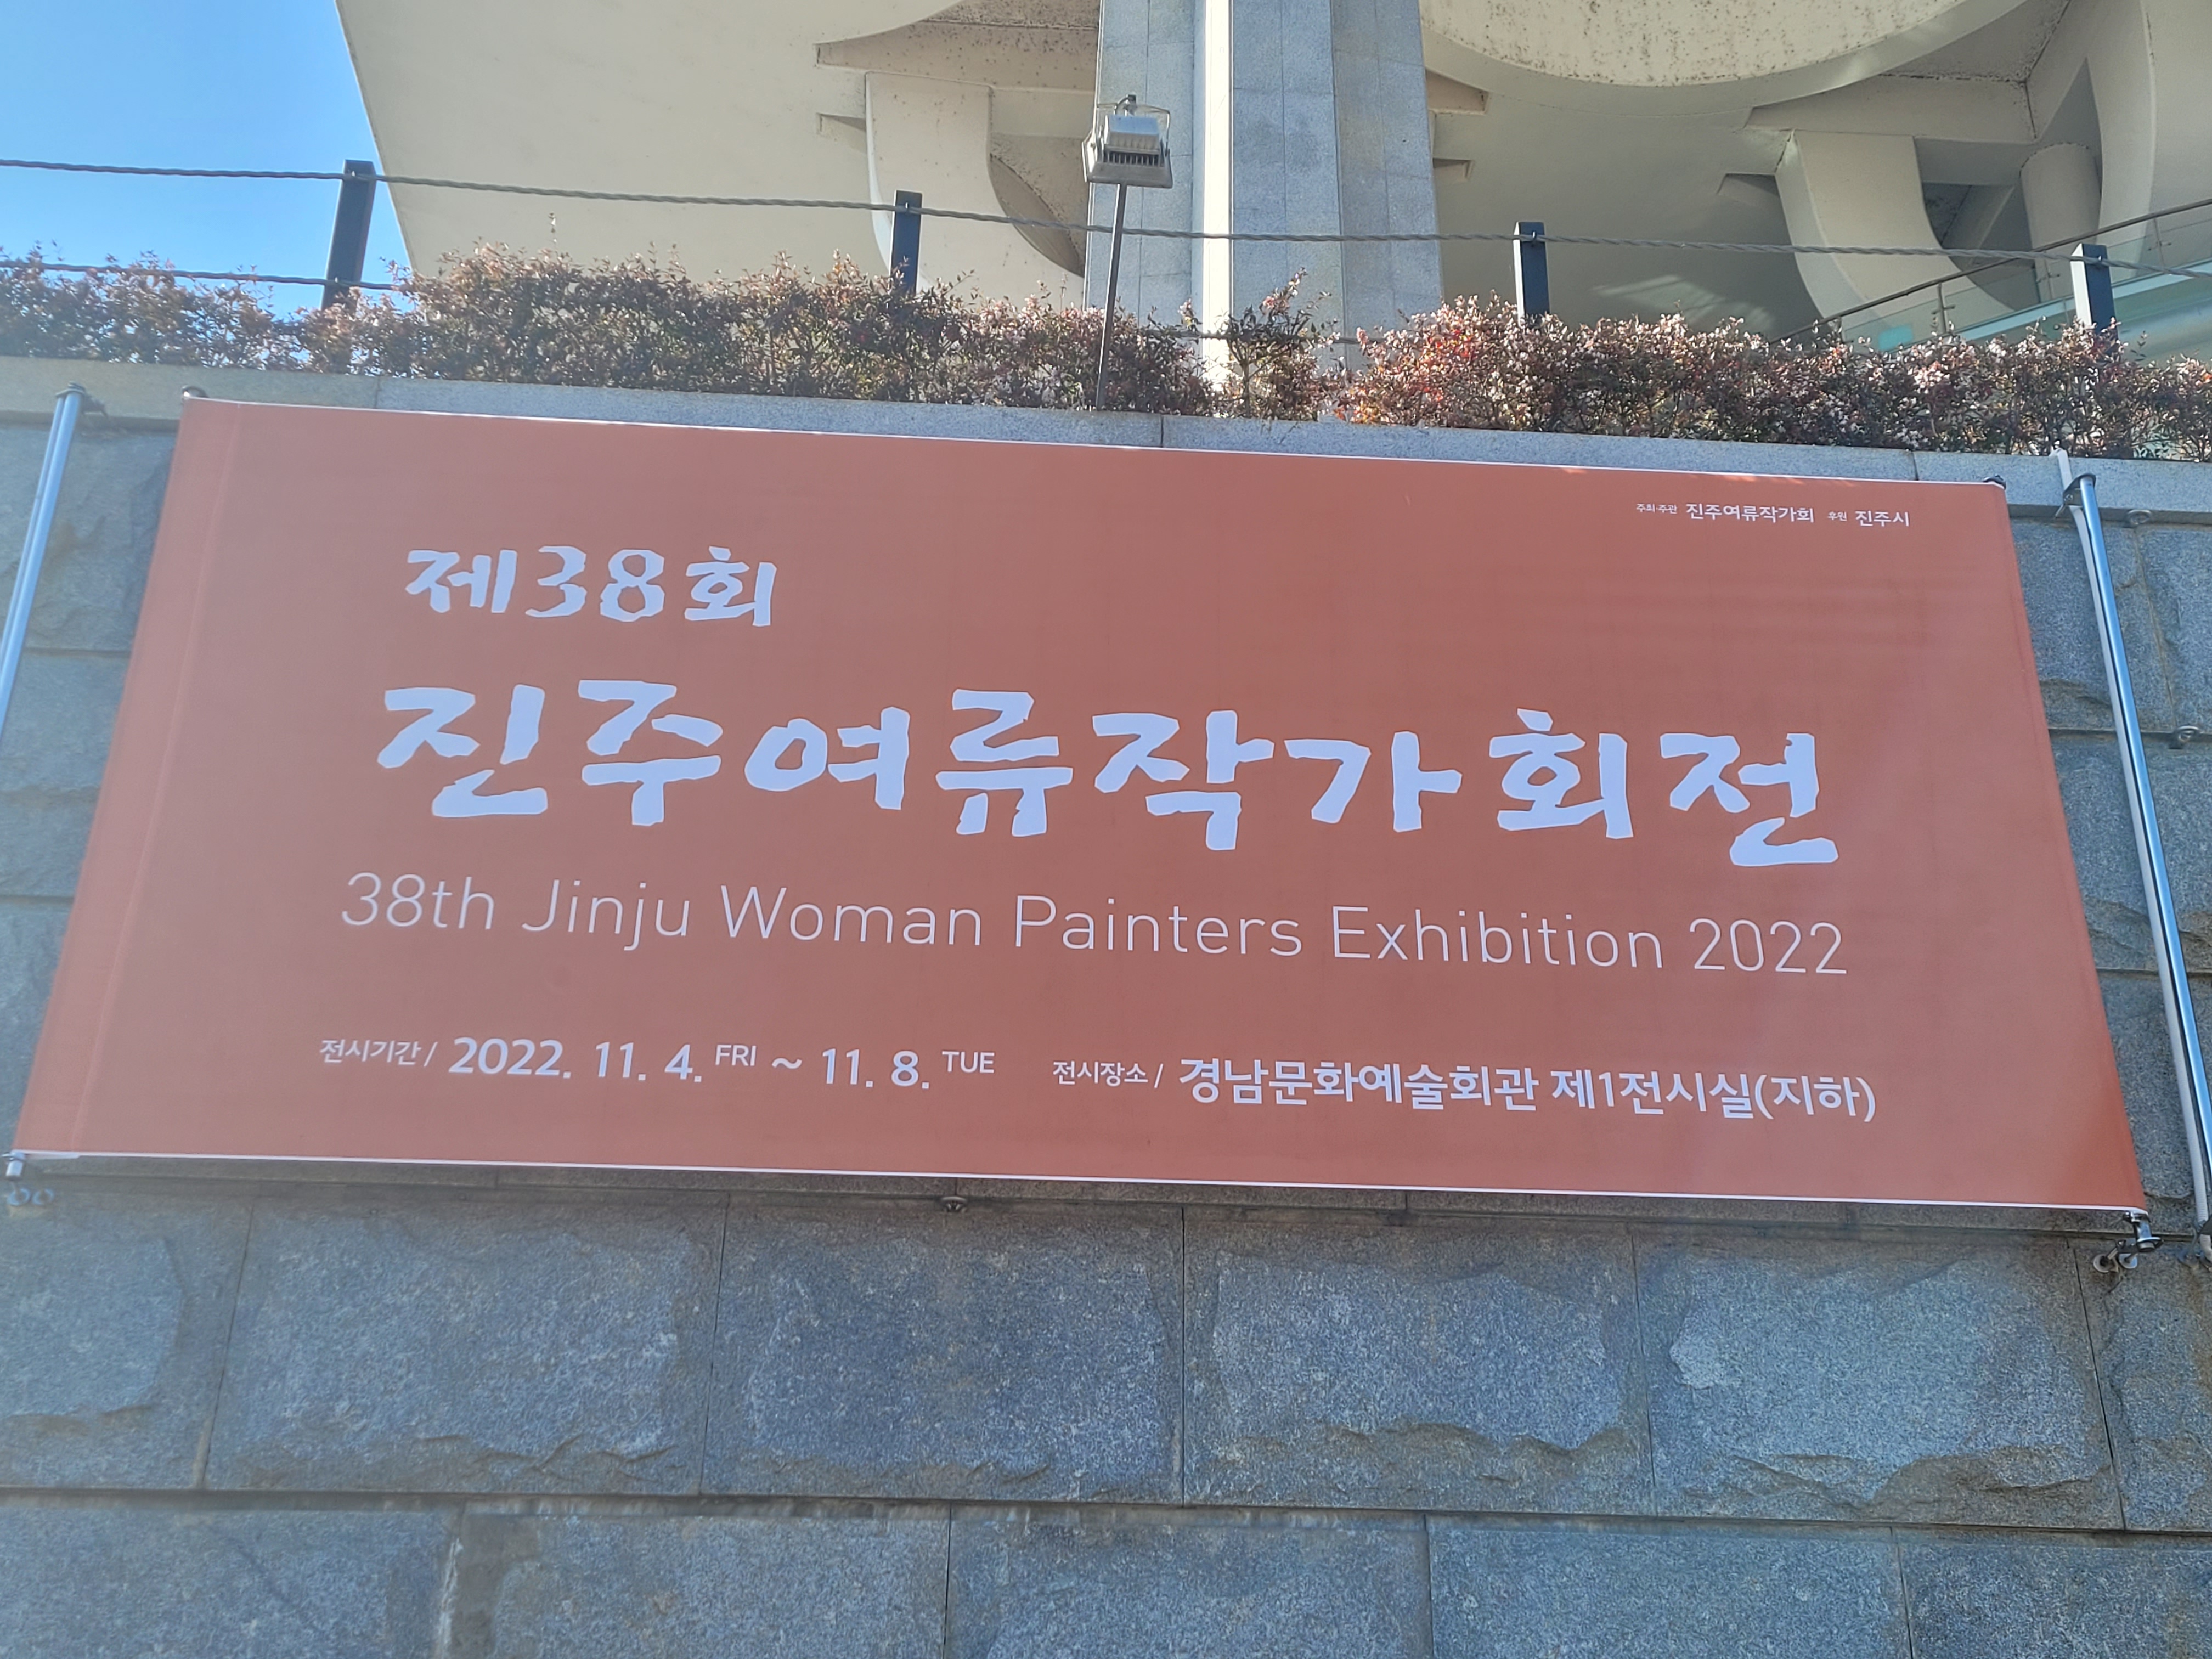 주최·주관 진주여류작가회 후원 진주시
제38회
진주여류작가회전
38th Jinju Woman Painters Exhibition 2022
전시기간 / 2022. 11. 4. FRI ~ 11. 8. TUE 전시장소 / 경남문화예술회관 제1전시실(지하)